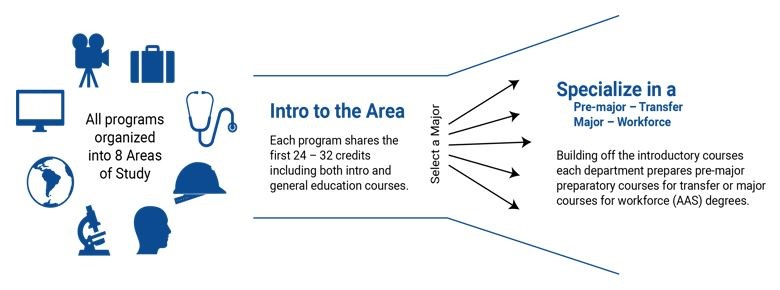 All programs
organized
into 8 Areas
of Study
Intro to the Area
Each program shares the
first 24 – 32 credits
including both intro and
general education courses.
Select a Major
Specialize in a
Pre-major – Transfer
Major – Workforce
Building off the introductory courses
each department prepares pre-major
preparatory courses for transfer or major
courses for workforce (AAS) degrees.